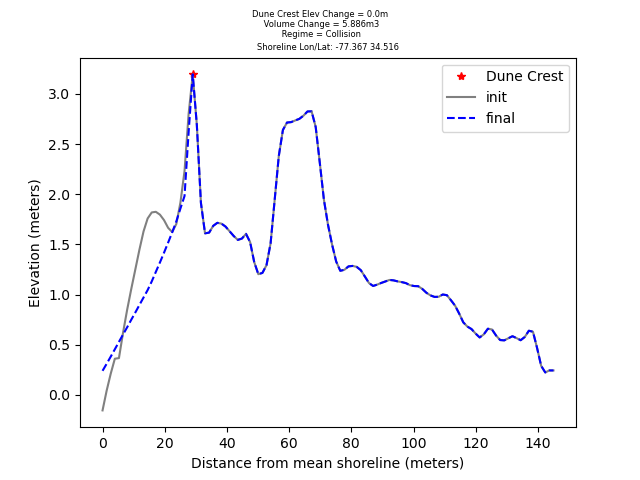 Dune Crest Elev Change = 0.0m
Volume Change = 5.886m3
Regime = Collision
Shoreline Lon/Lat: -77.367 34.516
Dune Crest
init
final
Elevation (meters)
3.0
2.5
2.0
1.5
1.0
0.5
0.0
0 20 40 60 80 100 120 140
Distance from mean shoreline (meters)